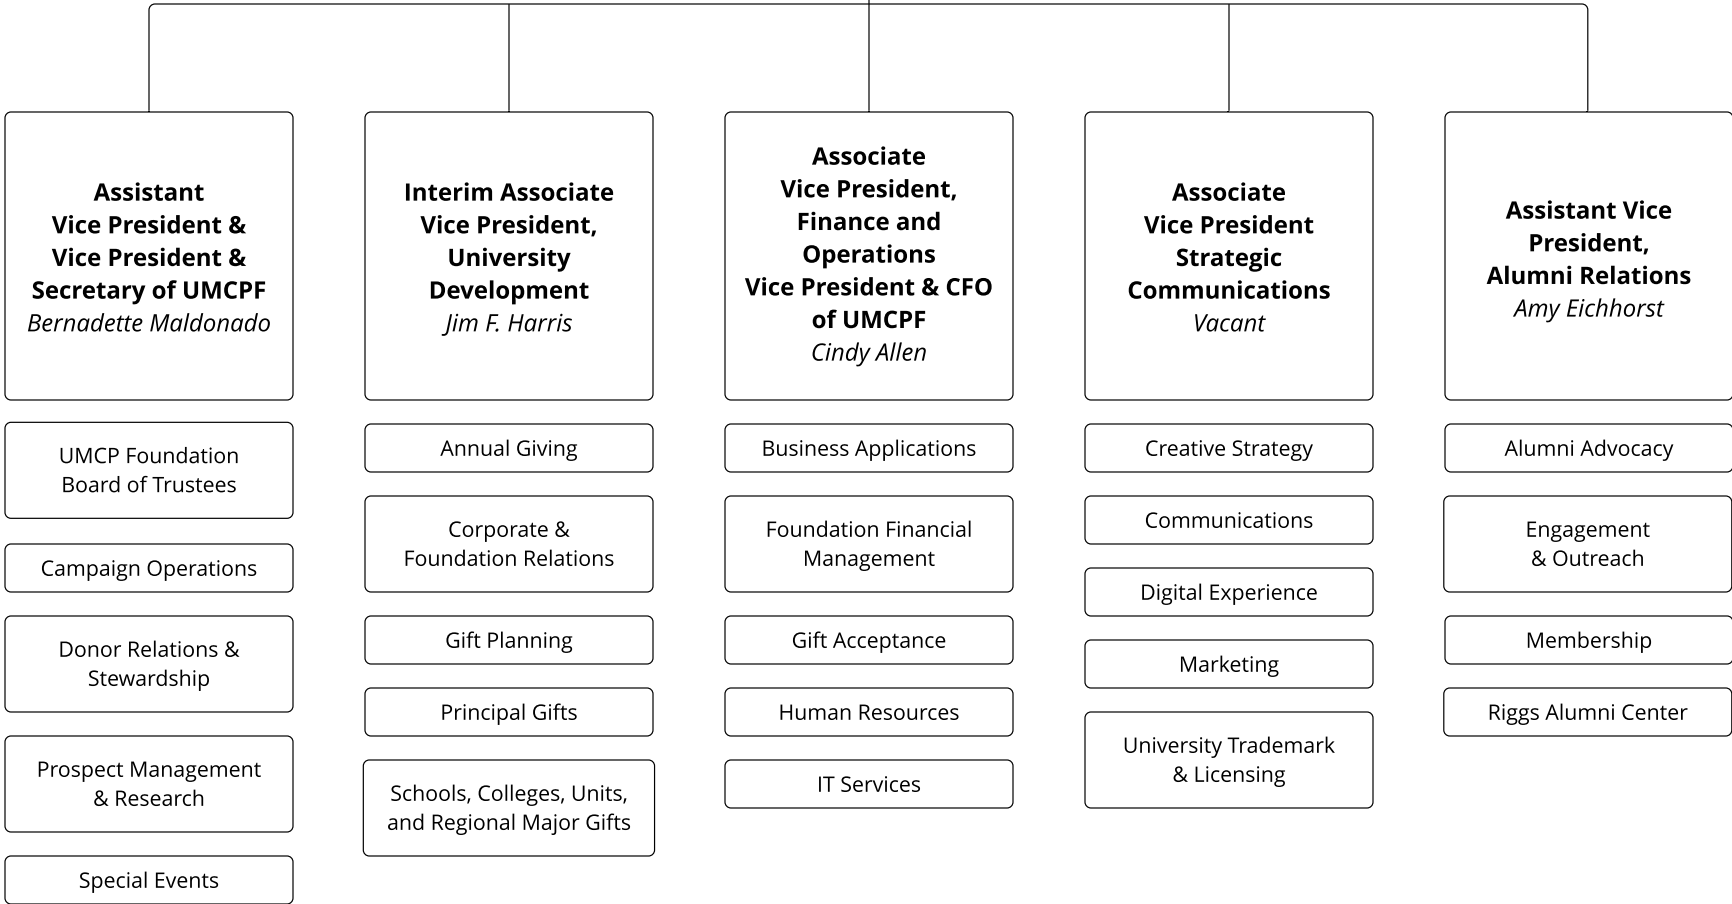 Assistant
Vice President &
Vice President &
Secretary of UMCPF
Bernadette Maldonado
UMCP Foundation
Board of Trustees
Campaign Operations
Donor Relations &
Stewardship
Prospect Management
& Research
Special Events
Interim Associate
Vice President,
University
Development
Jim F. Harris
Annual Giving
Corporate &
Foundation Relations
Gift Planning
Principal Gifts
Schools, Colleges, Units,
and Regional Major Gifts
Associate
Vice President,
Finance and
Operations
Vice President & CFO
of UMCPF
Cindy Allen
Business Applications
Foundation Financial
Management
Gift Acceptance
Human Resources
IT Services
Associate
Vice President
Strategic
Communications
Vacant
Creative Strategy
Communications
Digital Experience
Marketing
University Trademark
& Licensing
Assistant Vice
President,
Alumni Relations
Amy Eichhorst
Alumni Advocacy
Engagement
& Outreach
Membership
Riggs Alumni Center